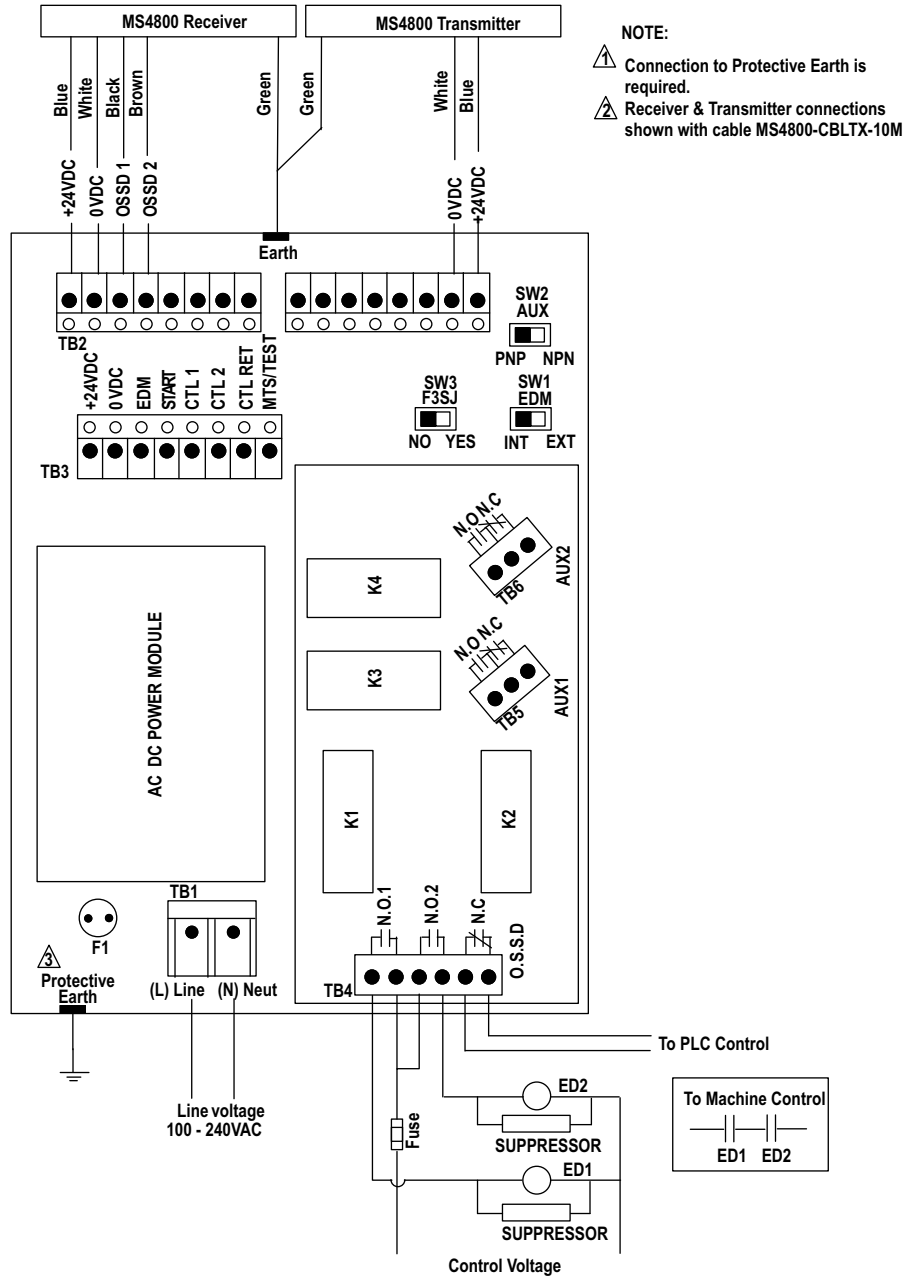 MS4800 Receiver
MS4800 Transmitter
NOTE:
1 Connection to Protective Earth is
required.
2 Receiver & Transmitter connections
shown with cable MS4800-CBLTX-10M
Blue
White
Black
Brown
Green
Green
White
Blue
+24VDC
0VDC
OSSD 1
OSSD 2
0VDC
+24VDC
Earth
TB2
SW2
AUX
PNP NPN
+24VDC
0VDC
EDM
START
CTL 1
CTL 2
CTL RET
MTS/TEST
SW3
F3SJ
NO YES
SW1
EDM
INT EXT
TB3
N.O N.C
TB6
AUX2
K4
N.O N.C
TB5
AUX1
K3
AC DC POWER MODULE
K1
K2
TB1
F1
3
Protective
Earth
(L) Line (N) Neut
N.O.1
N.O.2
N.C
O.S.S.D
TB4
To PLC Control
Line voltage
100 - 240VAC
Fuse
ED2
SUPPRESSOR
ED1
SUPPRESSOR
To Machine Control
ED1 ED2
Control Voltage